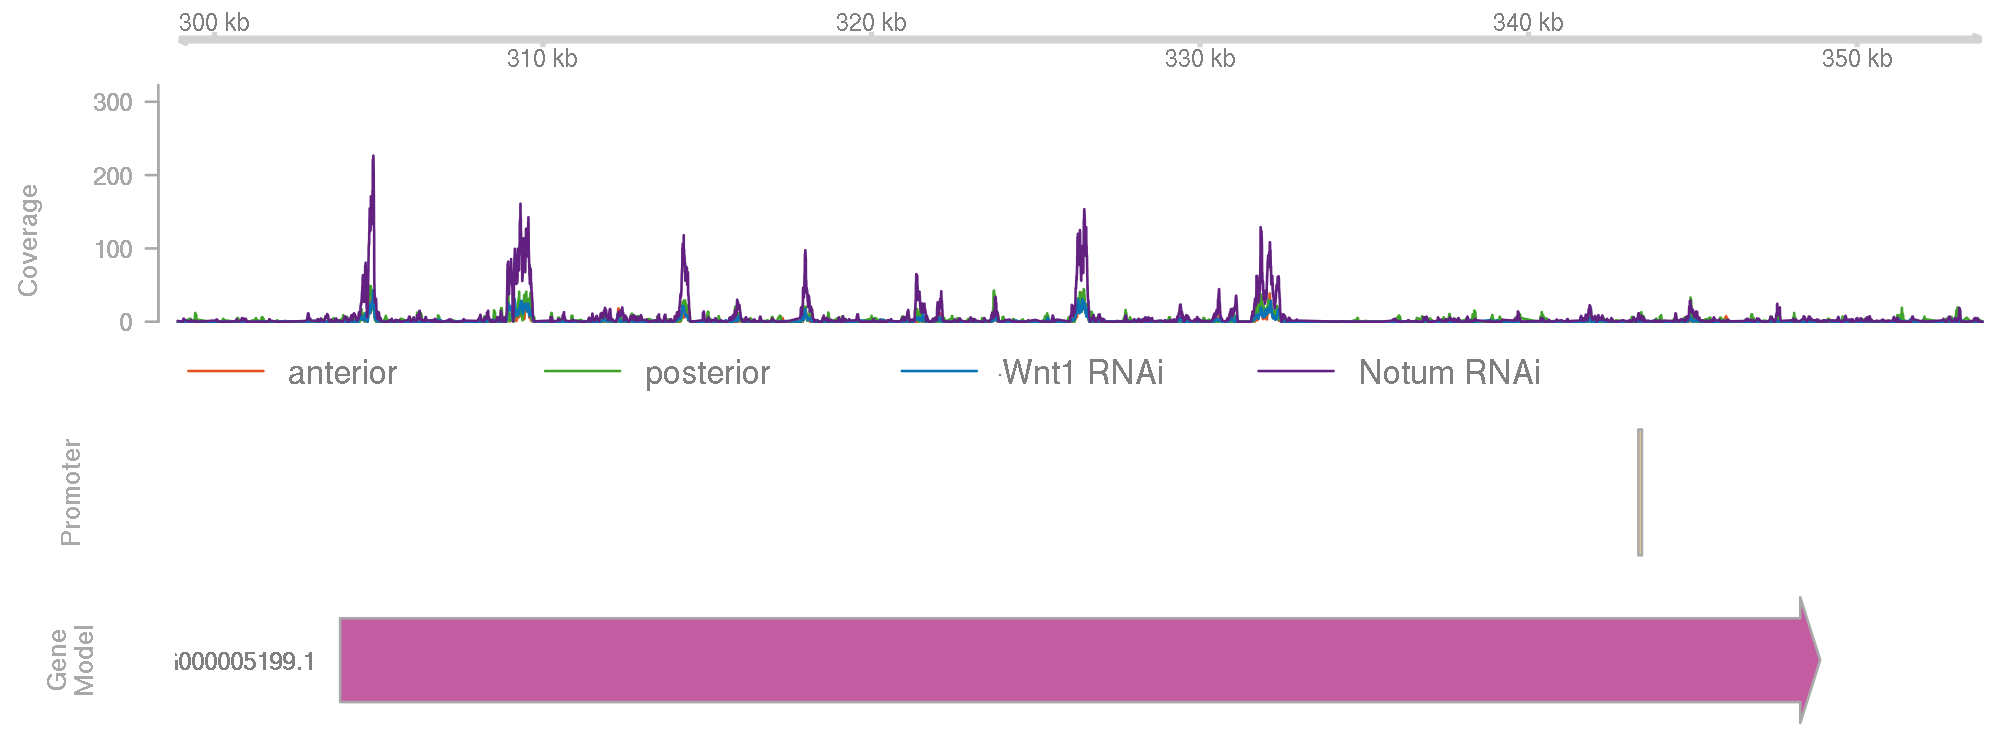 300 kb 320 kb 340 kb
310 kb 330 kb 350 kb
300
200
100
0
Coverage
anterior posterior Wnt1 RNAi Notum RNAi
Promoter
Gene
Model
i000005199.1